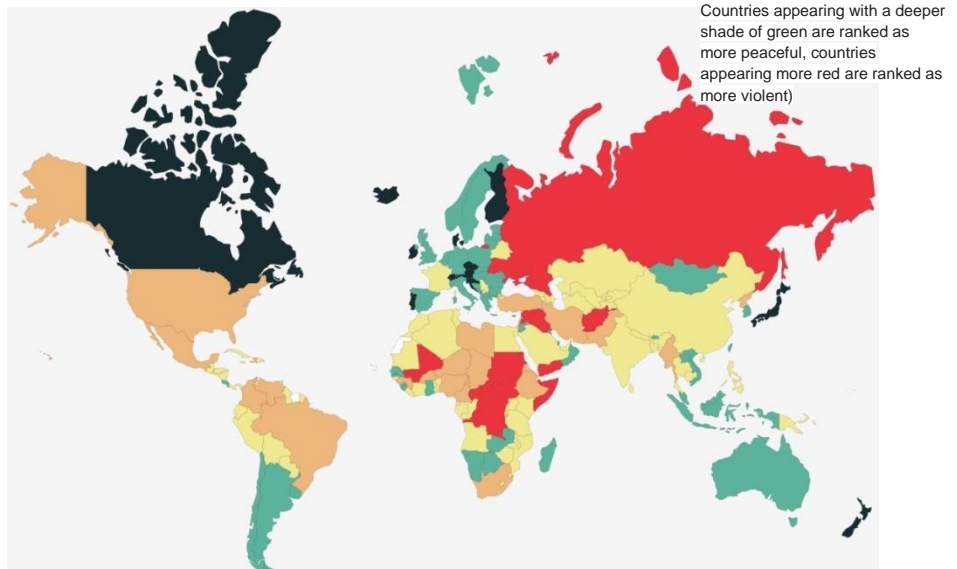 Countries appearing with a deeper
shade of green are ranked as
more peaceful, countries
appearing more red are ranked as
more violent)